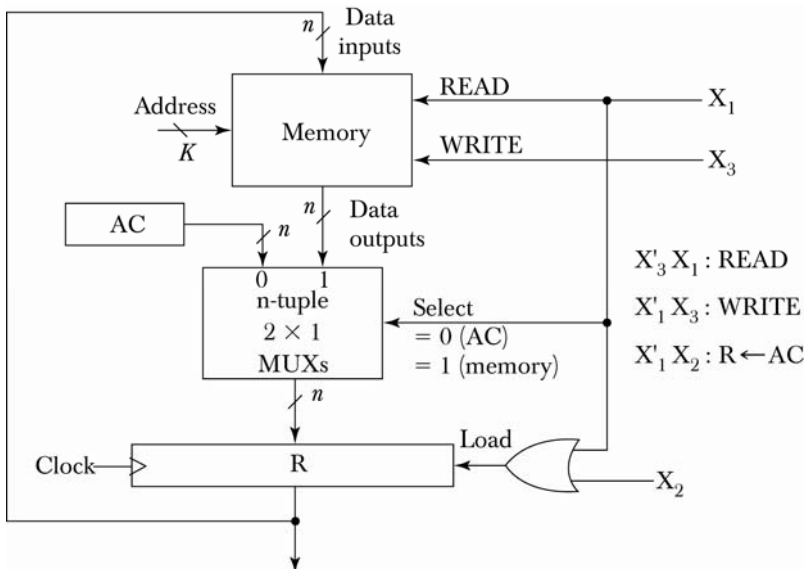 n
Data
inputs
READ
X₁
Address
K
Memory
WRITE
X₃
AC
n
n
Data
outputs
0 1
n-tuple
2 × 1
MUXs
Select
= 0 (AC)
= 1 (memory)
X'₃ X₁ : READ
X'₁ X₃ : WRITE
X'₁ X₂ : R ← AC
n
Clock
R
Load
X₂